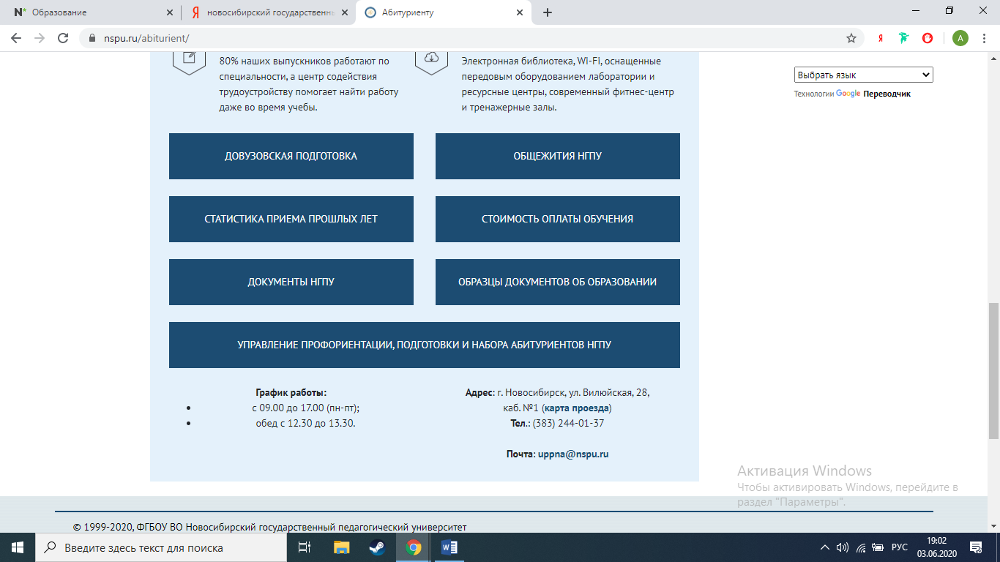 Образование
новосибирский государственны
Абитуриенту
nspu.ru/abiturient/
А
80% наших выпускников работают по
специальности, а центр содействия
трудоустройству помогает найти работу
даже во время учебы.
Электронная библиотека, Wi-Fi, оснащенные
передовым оборудованием лаборатории и
ресурсные центры, современный фитнес-центр
и тренажерные залы.
Выбрать язык
Технологии Google Переводчик
ДОВУЗОВСКАЯ ПОДГОТОВКА
ОБЩЕЖИТИЯ НГПУ
СТАТИСТИКА ПРИЕМА ПРОШЛЫХ ЛЕТ
СТОИМОСТЬ ОПЛАТЫ ОБУЧЕНИЯ
ДОКУМЕНТЫ НГПУ
ОБРАЗЦЫ ДОКУМЕНТОВ ОБ ОБРАЗОВАНИИ
УПРАВЛЕНИЕ ПРОФОРИЕНТАЦИИ, ПОДГОТОВКИ И НАБОРА АБИТУРИЕНТОВ НГПУ
График работы:
с 09.00 до 17.00 (пн-пт);
обед с 12.30 до 13.30.
Адрес: г. Новосибирск, ул. Вилюйская, 28,
каб. №1 (карта проезда)
Тел.: (383) 244-01-37
Почта: uppna@nspu.ru
Активация Windows
Чтобы активировать Windows, перейдите в
раздел "Параметры".
© 1999-2020, ФГБОУ ВО Новосибирский государственный педагогический университет
Введите здесь текст для поиска
РУС
19:02
03.06.2020